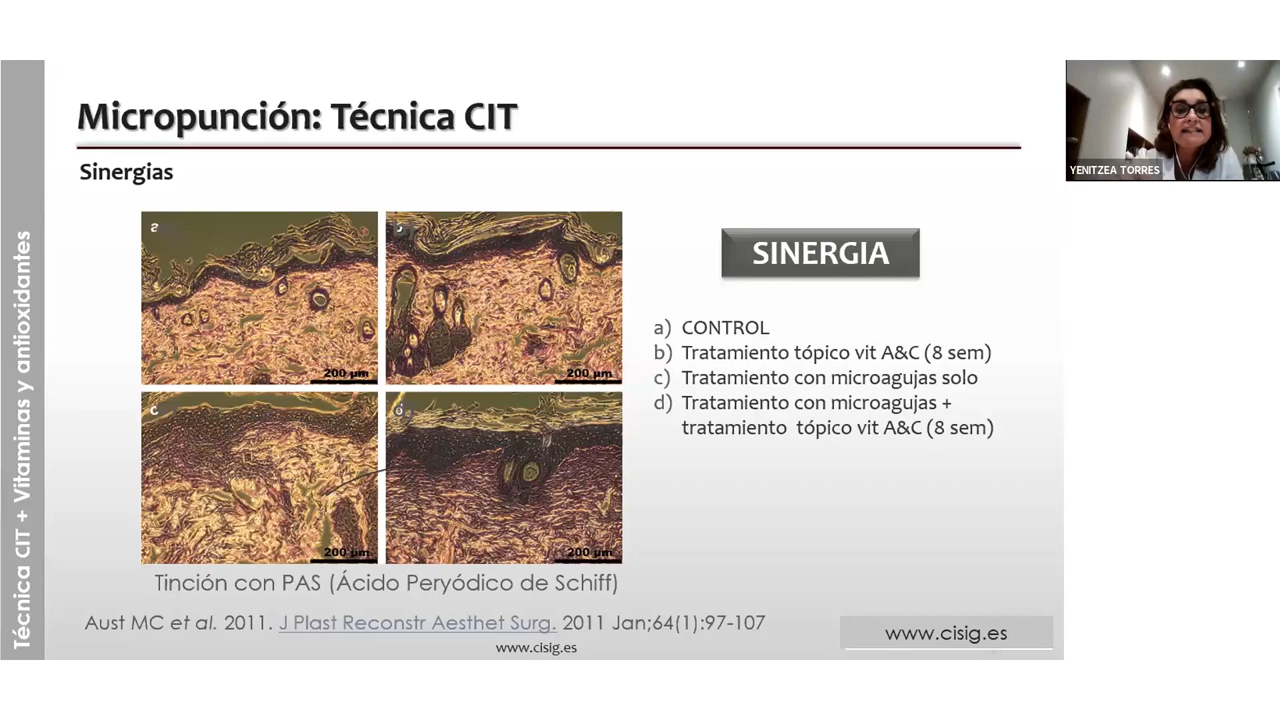 Micropunción: Técnica CIT
Sinergias
Técnica CIT + Vitaminas y antioxidantes
a
b
200 µm
200 µm
c
d
200 µm
200 µm
Tinción con PAS (Ácido Peryódico de Schiff)
SINERGIA
a) CONTROL
b) Tratamiento tópico vit A&C (8 sem)
c) Tratamiento con microagujas solo
d) Tratamiento con microagujas +
tratamiento tópico vit A&C (8 sem)
Aust MC et al. 2011. J Plast Reconstr Aesthet Surg. 2011 Jan;64(1):97-107
www.cisig.es
www.cisig.es
YENITZEA TORRES